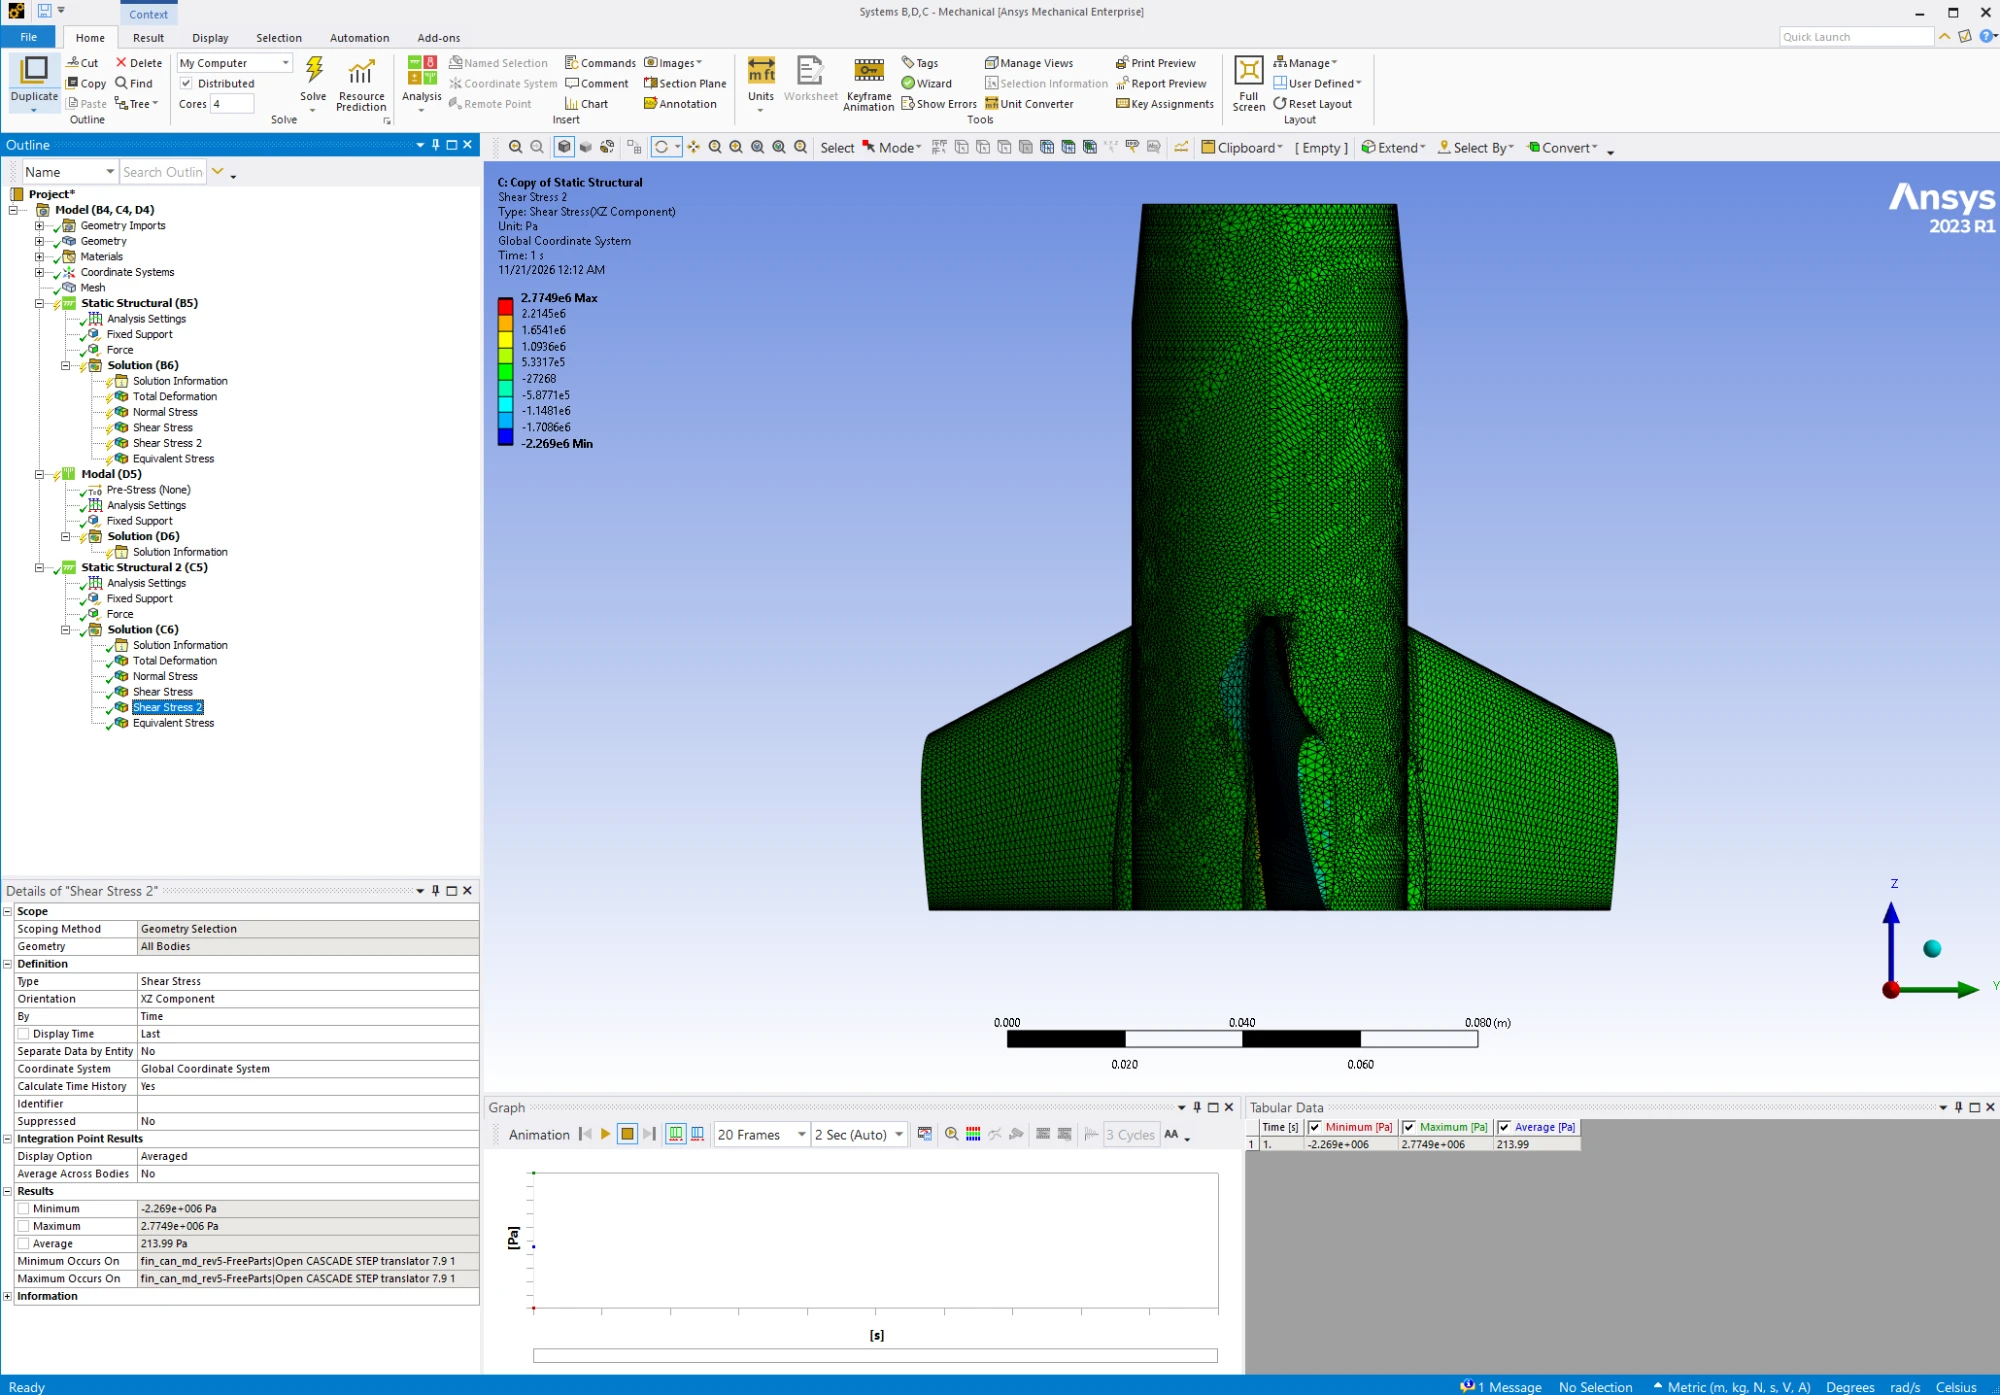 Context
Systems B,D,C - Mechanical [Ansys Mechanical Enterprise]
File Home Result Display Selection Automation Add-ons
Quick Launch
Duplicate
Cut
Copy
Paste
Delete
Find
Tree
Outline
My Computer
Distributed
Cores 4
Solve
Resource Prediction
Solve
Analysis
Named Selection
Coordinate System
Remote Point
Commands
Comment
Chart
Images
Section Plane
Annotation
Insert
Units
Worksheet
Keyframe Animation
Tags
Wizard
Show Errors
Manage Views
Selection Information
Unit Converter
Print Preview
Report Preview
Key Assignments
Tools
Full Screen
Manage
User Defined
Reset Layout
Layout
Outline
Name
Search Outlin
Project*
Model (B4, C4, D4)
Geometry Imports
Geometry
Materials
Coordinate Systems
Mesh
Static Structural (B5)
Analysis Settings
Fixed Support
Force
Solution (B6)
Solution Information
Total Deformation
Normal Stress
Shear Stress
Shear Stress 2
Equivalent Stress
Modal (D5)
Pre-Stress (None)
Analysis Settings
Fixed Support
Solution (D6)
Solution Information
Static Structural 2 (C5)
Analysis Settings
Fixed Support
Force
Solution (C6)
Solution Information
Total Deformation
Normal Stress
Shear Stress
Shear Stress 2
Equivalent Stress
Select Mode Clipboard [ Empty ] Extend Select By Convert
C: Copy of Static Structural
Shear Stress 2
Type: Shear Stress(XZ Component)
Unit: Pa
Global Coordinate System
Time: 1 s
11/21/2026 12:12 AM
2.7749e6 Max
2.2145e6
1.6541e6
1.0936e6
5.3317e5
-27268
-5.8771e5
-1.1481e6
-1.7086e6
-2.269e6 Min
Ansys
2023 R1
Z
Y
0.000 0.040 0.080 (m)
0.020 0.060
Details of "Shear Stress 2"
Scope
Scoping Method Geometry Selection
Geometry All Bodies
Definition
Type Shear Stress
Orientation XZ Component
By Time
Display Time Last
Separate Data by Entity No
Coordinate System Global Coordinate System
Calculate Time History Yes
Identifier
Suppressed No
Integration Point Results
Display Option Averaged
Average Across Bodies No
Results
Minimum -2.269e+006 Pa
Maximum 2.7749e+006 Pa
Average 213.99 Pa
Minimum Occurs On fin_can_md_rev5-FreeParts|Open CASCADE STEP translator 7.9 1
Maximum Occurs On fin_can_md_rev5-FreeParts|Open CASCADE STEP translator 7.9 1
Information
Graph
Animation 20 Frames 2 Sec (Auto) 3 Cycles AA
[Pa]
[s]
Tabular Data
Time [s] Minimum [Pa] Maximum [Pa] Average [Pa]
1 1. -2.269e+006 2.7749e+006 213.99
Ready
1 Message No Selection Metric (m, kg, N, s, V, A) Degrees rad/s Celsius